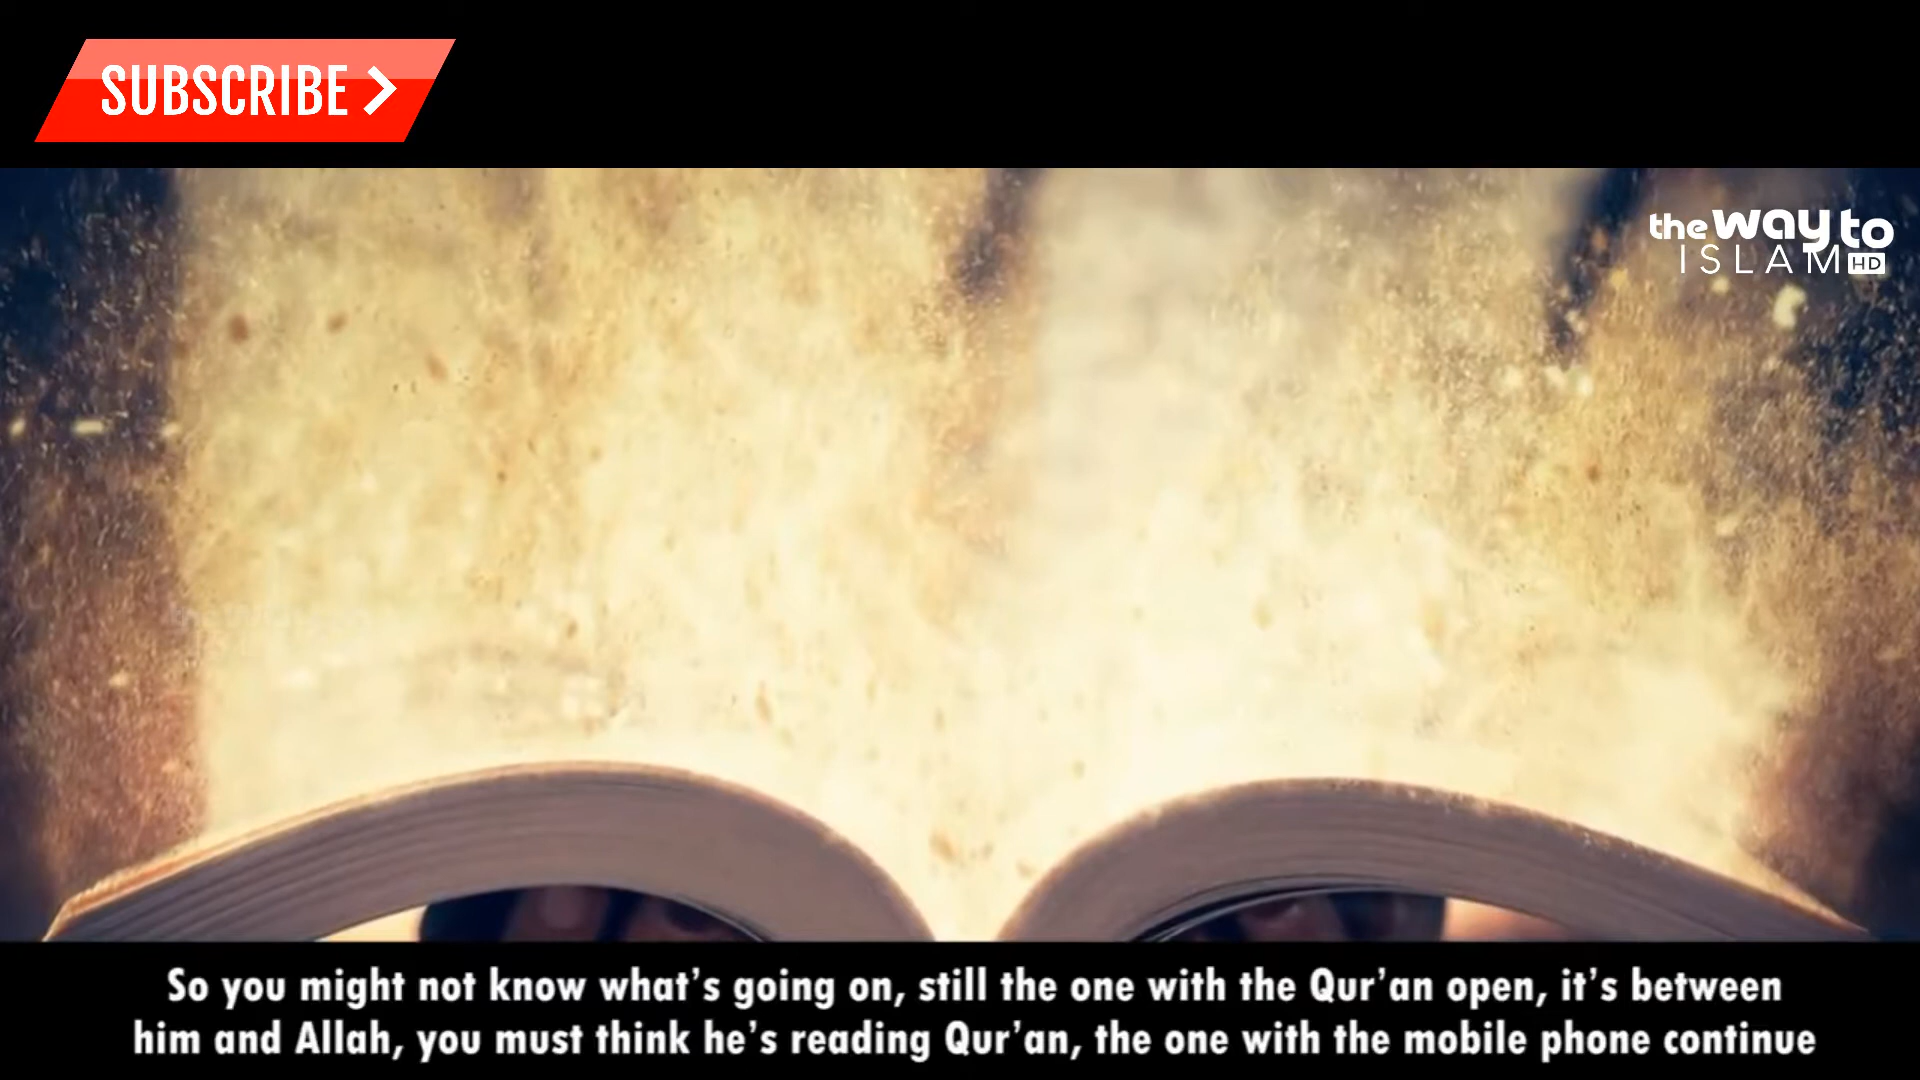 SUBSCRIBE
the way to
ISLAM HD
So you might not know what's going on, still the one with the Qur'an open, it's between
him and Allah, you must think he's reading Qur'an, the one with the mobile phone continue